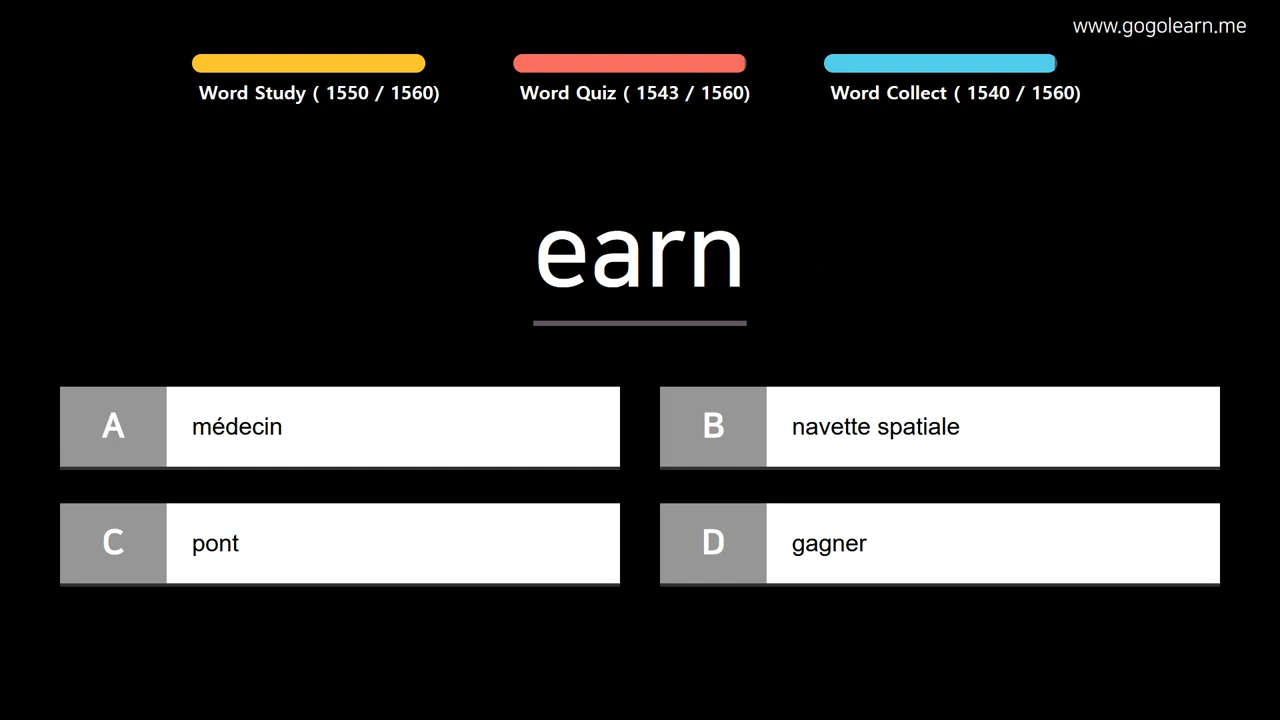 www.gogolearn.me
Word Study ( 1550 / 1560)
Word Quiz ( 1543 / 1560)
Word Collect ( 1540 / 1560)
earn
A médecin
B navette spatiale
C pont
D gagner